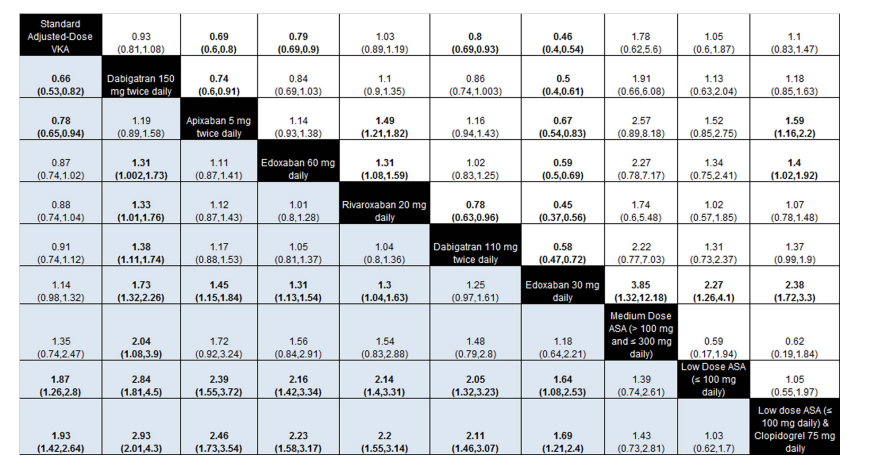 Standard
Adjusted-Dose 0.93 0.69 0.79 1.03 0.8 0.46 1.78 1.05 1.1
VKA (0.81,1.08) (0.6,0.8) (0.69,0.9) (0.89,1.19) (0.69,0.93) (0.4,0.54) (0.62,5.6) (0.6,1.87) (0.83,1.47)
0.66 Dabigatran 150 0.74 0.84 1.1 0.86 0.5 1.91 1.13 1.18
(0.53,0.82) mg twice daily (0.6,0.91) (0.69,1.03) (0.9,1.35) (0.74,1.003) (0.4,0.61) (0.66,6.08) (0.63,2.04) (0.85,1.63)
0.78 1.19 Apixaban 5 mg 1.14 1.49 1.16 0.67 2.57 1.52 1.59
(0.65,0.94) (0.89,1.58) twice daily (0.93,1.38) (1.21,1.82) (0.94,1.43) (0.54,0.83) (0.89,8.18) (0.85,2.75) (1.16,2.2)
0.87 1.31 1.11 Edoxaban 60 mg 1.31 1.02 0.59 2.27 1.34 1.4
(0.74,1.02) (1.002,1.73) (0.87,1.41) daily (1.08,1.59) (0.83,1.25) (0.5,0.69) (0.78,7.17) (0.75,2.41) (1.02,1.92)
0.88 1.33 1.12 1.01 Rivaroxaban 20 mg 0.78 0.45 1.74 1.02 1.07
(0.74,1.04) (1.01,1.76) (0.87,1.43) (0.8,1.28) daily (0.63,0.96) (0.37,0.56) (0.6,5.48) (0.57,1.85) (0.78,1.48)
0.91 1.38 1.17 1.05 1.04 Dabigatran 110 mg 0.58 2.22 1.31 1.37
(0.74,1.12) (1.11,1.74) (0.88,1.53) (0.81,1.37) (0.8,1.36) twice daily (0.47,0.72) (0.77,7.03) (0.73,2.37) (0.99,1.9)
1.14 1.73 1.45 1.31 1.3 1.25 Edoxaban 30 mg 3.85 2.27 2.38
(0.98,1.32) (1.32,2.26) (1.15,1.84) (1.13,1.54) (1.04,1.63) (0.97,1.61) daily (1.32,12.18) (1.26,4.1) (1.72,3.3)
Medium Dose
ASA (> 100 mg
1.35 2.04 1.72 1.56 1.54 1.48 1.18 and ≤ 300 mg 0.59 0.62
(0.74,2.47) (1.08,3.9) (0.92,3.24) (0.84,2.91) (0.83,2.88) (0.79,2.8) (0.64,2.21) daily) (0.17,1.94) (0.19,1.84)
Low Dose ASA
1.87 2.84 2.39 2.16 2.14 2.05 1.64 1.39 (≤ 100 mg 1.05
(1.26,2.8) (1.81,4.5) (1.55,3.72) (1.42,3.34) (1.4,3.31) (1.32,3.23) (1.08,2.53) (0.74,2.61) daily) (0.55,1.97)
Low dose ASA (≤
100 mg daily) &
1.93 2.93 2.46 2.23 2.2 2.11 1.69 1.43 1.03 Clopidogrel 75 mg
(1.42,2.64) (2.01,4.3) (1.73,3.54) (1.58,3.17) (1.55,3.14) (1.46,3.07) (1.21,2.4) (0.73,2.81) (0.62,1.7) daily